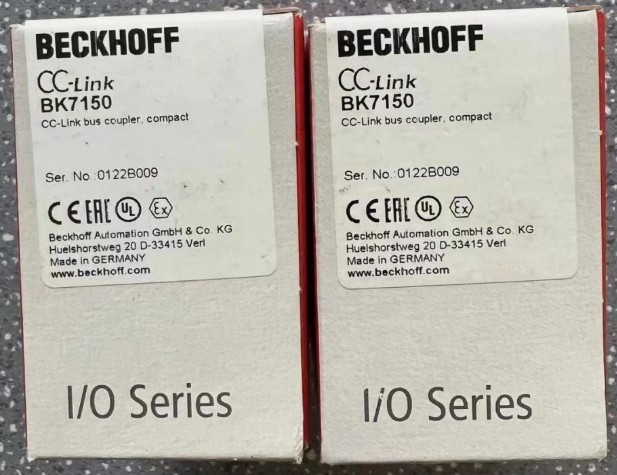 BECKHOFF
CC-Link
BK7150
CC-Link bus coupler, compact
Ser. No.:0122B009
CE EAC UL Ex
Beckhoff Automation GmbH & Co. KG
Huelshorstweg 20 D-33415 Verl
Made in GERMANY
www.beckhoff.com
I/O Series
BECKHOFF
CC-Link
BK7150
CC-Link bus coupler, compact
Ser. No.:0122B009
CE EAC UL Ex
Beckhoff Automation GmbH & Co. KG
Huelshorstweg 20 D-33415 Verl
Made in GERMANY
www.beckhoff.com
I/O Series